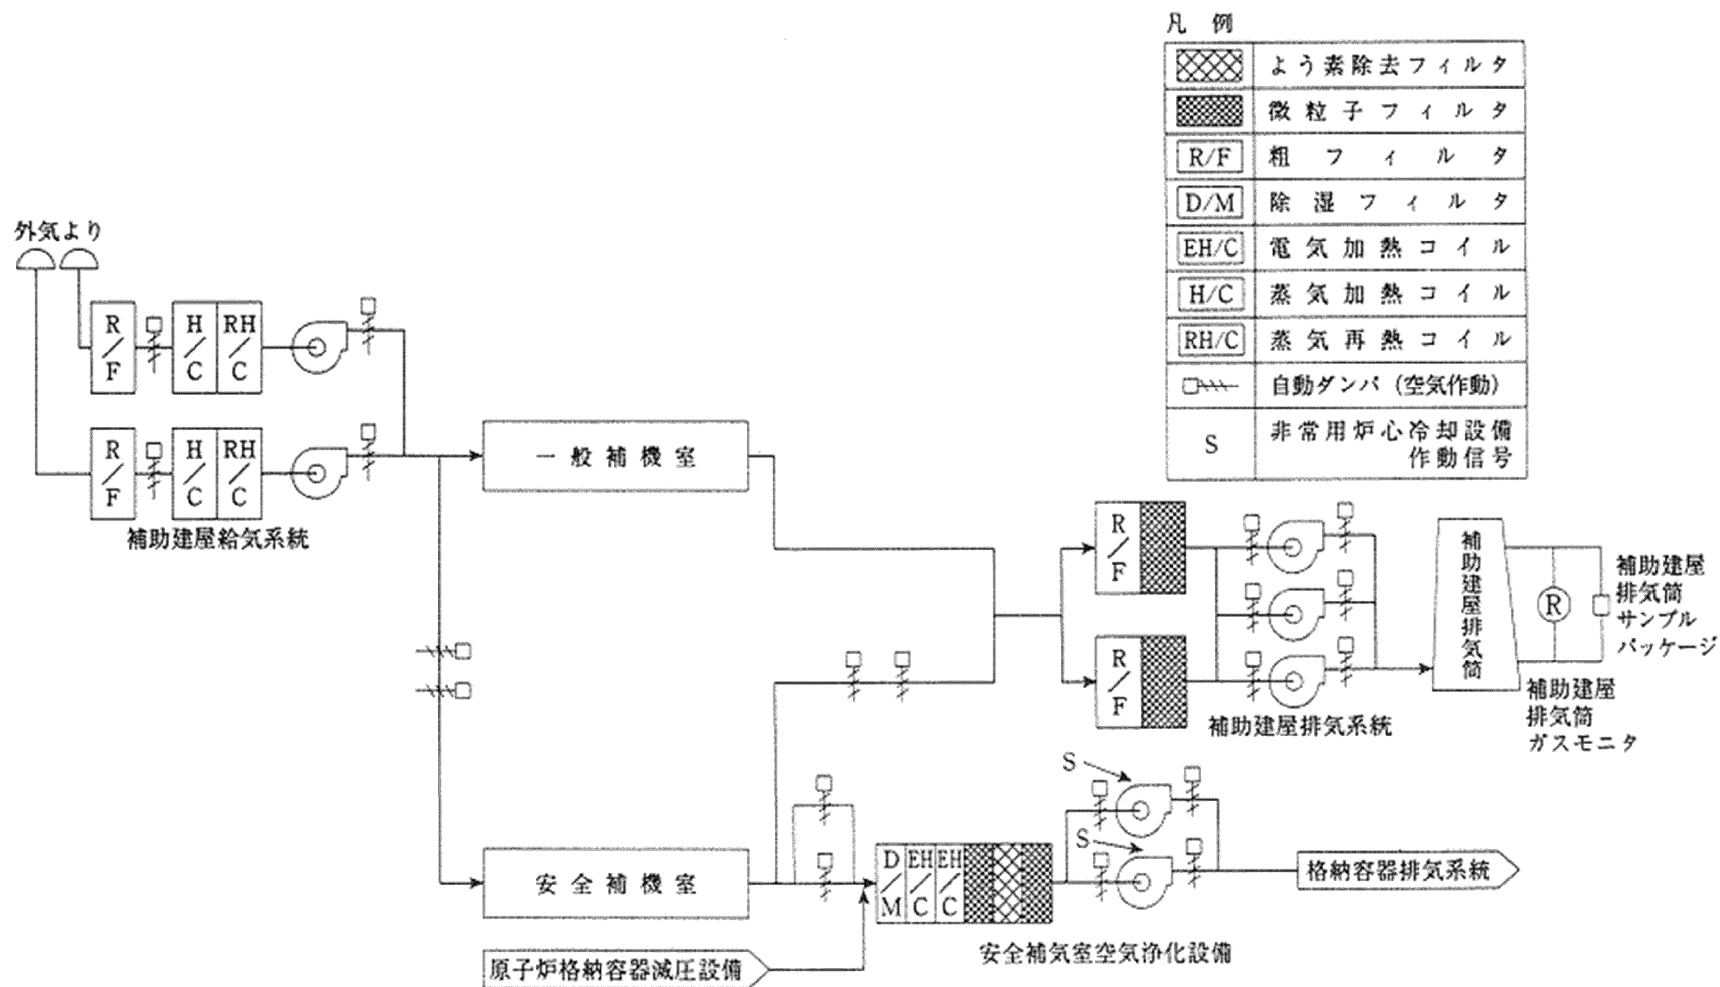 凡例
よう素除去フィルタ
微粒子フィルタ
R/F 粗フィルタ
D/M 除湿フィルタ
EH/C 電気加熱コイル
H/C 蒸気加熱コイル
RH/C 蒸気再熱コイル
自動ダンパ (空気作動)
S 非常用炉心冷却設備
作動信号
外気より
R/F
H/C
RH/C
R/F
H/C
RH/C
補助建屋給気系統
一般補機室
安全補機室
原子炉格納容器減圧設備
R/F
R/F
補助建屋排気系統
補助建屋排気筒
R
補助建屋
排気筒
サンプル
パッケージ
補助建屋
排気筒
ガスモニタ
S
S
D/M
EH/C
EH/C
安全補気室空気浄化設備
格納容器排気系統